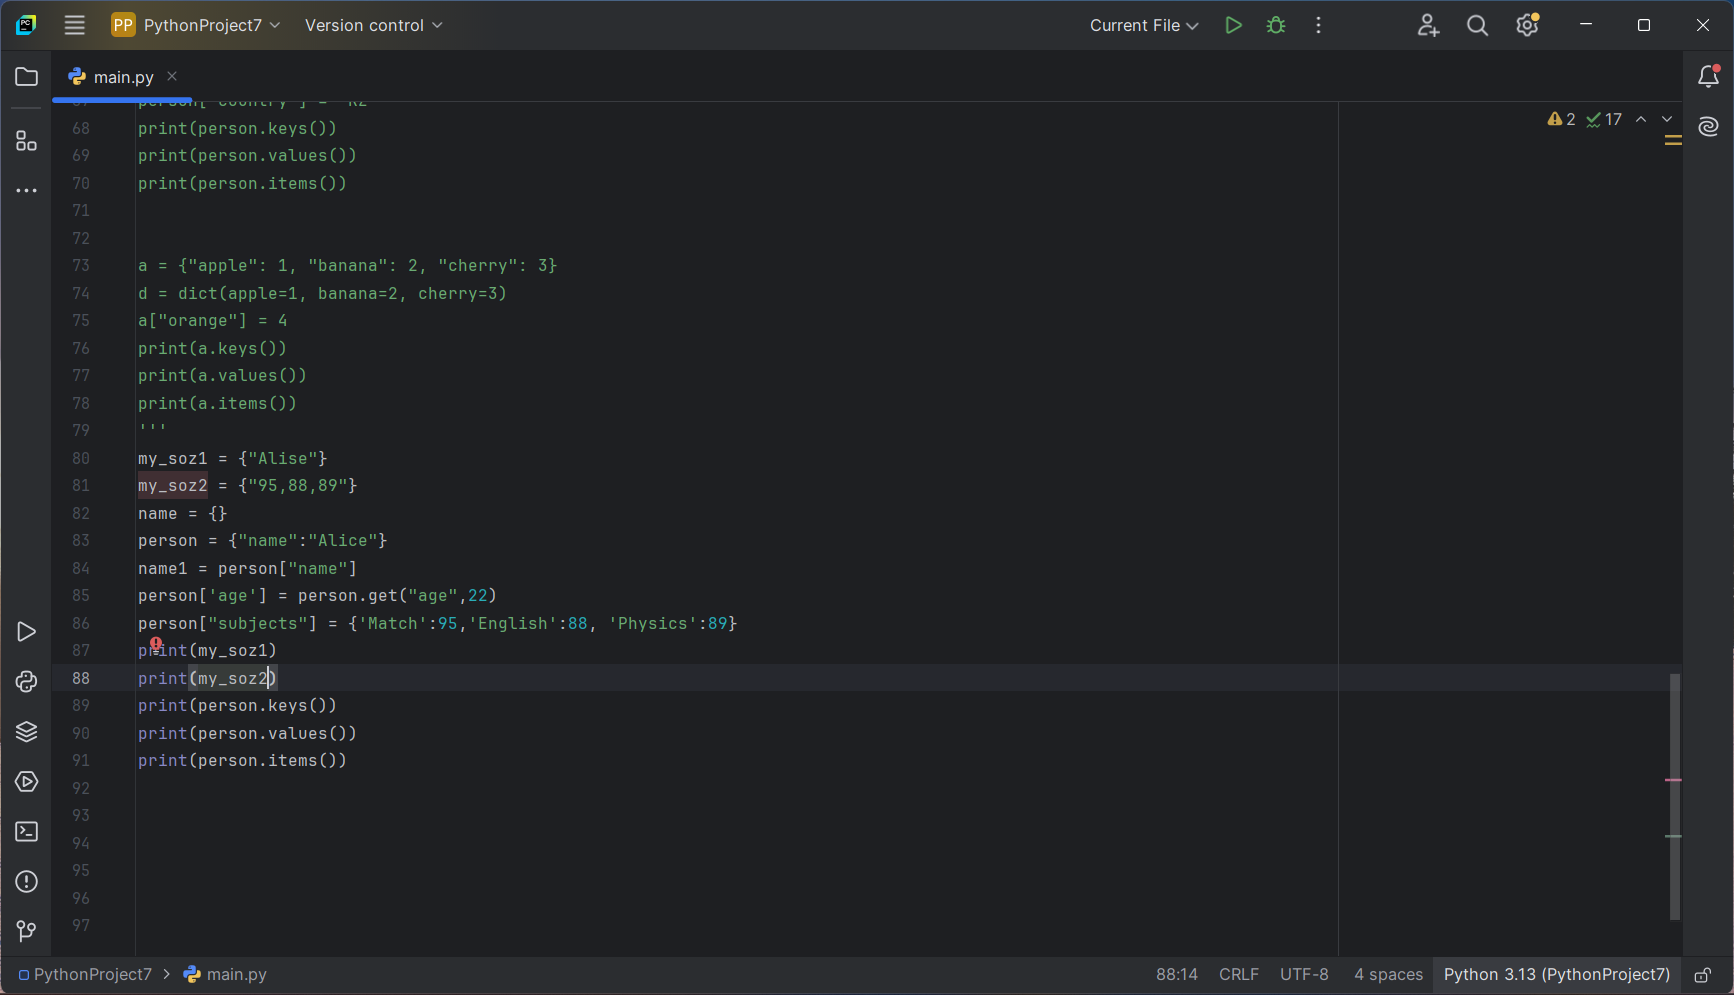 PP PythonProject7 Version control Current File
main.py
2 17
68 print(person.keys())
69 print(person.values())
70 print(person.items())
71
72
73 a = {"apple": 1, "banana": 2, "cherry": 3}
74 d = dict(apple=1, banana=2, cherry=3)
75 a["orange"] = 4
76 print(a.keys())
77 print(a.values())
78 print(a.items())
79 '''
80 my_soz1 = {"Alise"}
81 my_soz2 = {"95,88,89"}
82 name = {}
83 person = {"name":"Alice"}
84 name1 = person["name"]
85 person['age'] = person.get("age",22)
86 person["subjects"] = {'Match':95,'English':88, 'Physics':89}
87 print(my_soz1)
88 print(my_soz2)
89 print(person.keys())
90 print(person.values())
91 print(person.items())
92
93
94
95
96
97
PythonProject7 > main.py 88:14 CRLF UTF-8 4 spaces Python 3.13 (PythonProject7)